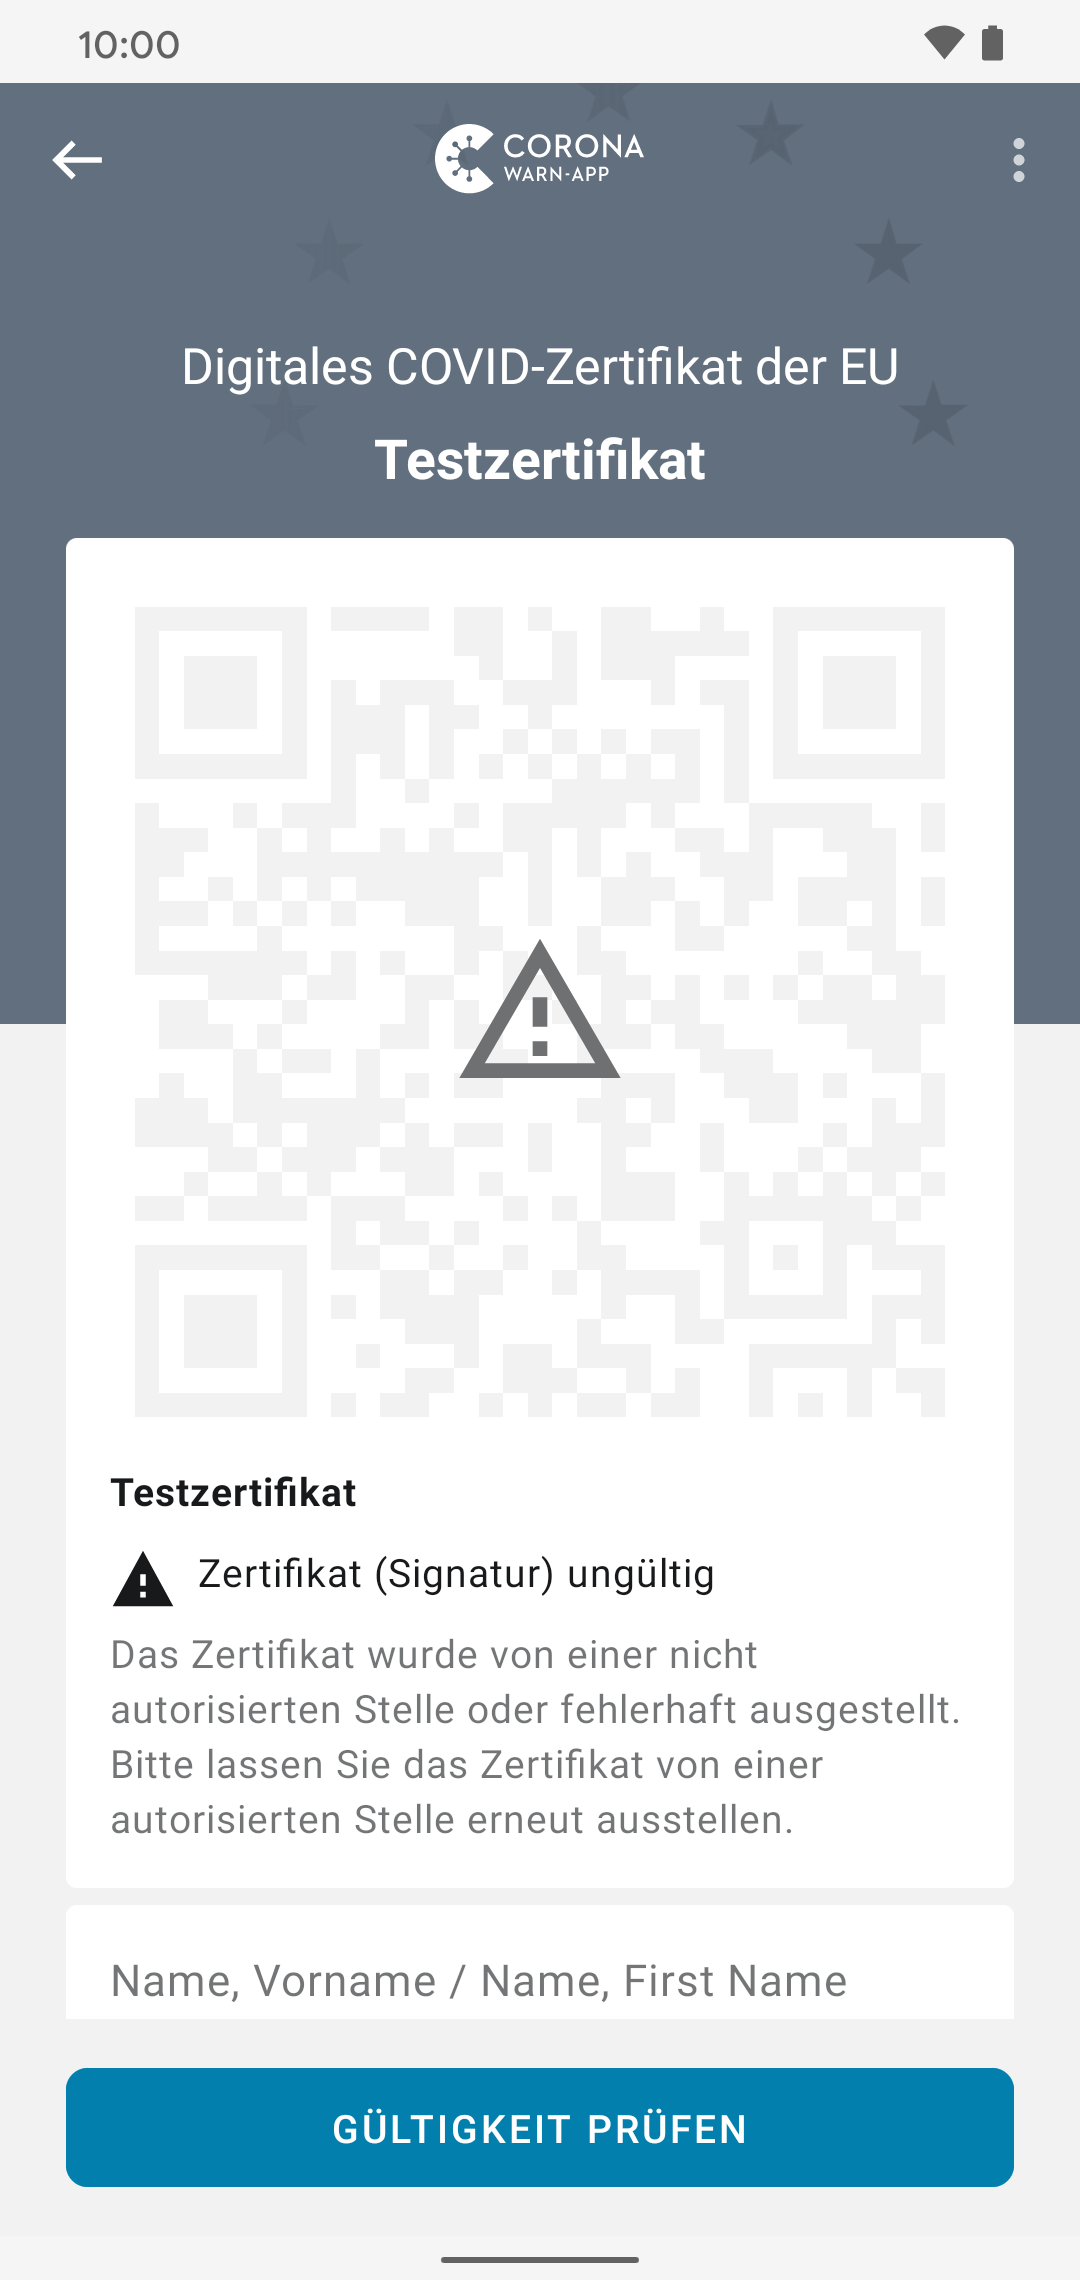 10:00
CORONA
WARN-APP
Digitales COVID-Zertifikat der EU
Testzertifikat
Testzertifikat
Zertifikat (Signatur) ungültig
Das Zertifikat wurde von einer nicht
autorisierten Stelle oder fehlerhaft ausgestellt.
Bitte lassen Sie das Zertifikat von einer
autorisierten Stelle erneut ausstellen.
Name, Vorname / Name, First Name
GÜLTIGKEIT PRÜFEN